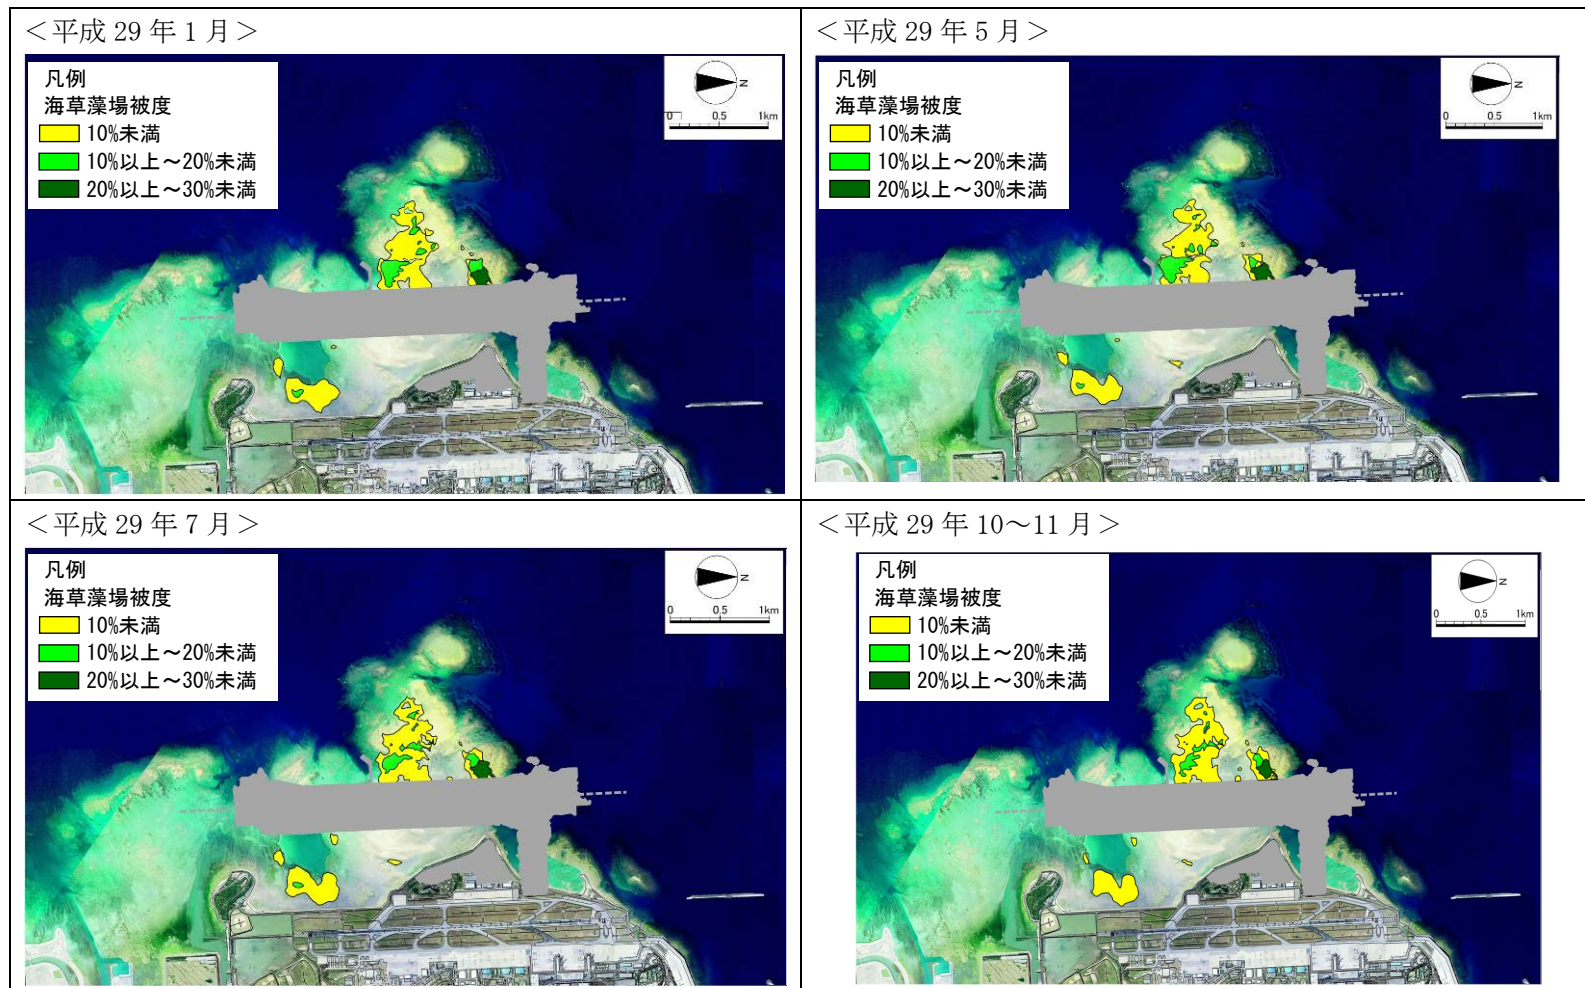 ＜平成 29 年 1 月＞
凡例
海草藻場被度
10%未満
10%以上～20%未満
20%以上～30%未満
N
0 0.5 1km
＜平成 29 年 5 月＞
凡例
海草藻場被度
10%未満
10%以上～20%未満
20%以上～30%未満
N
0 0.5 1km
＜平成 29 年 7 月＞
凡例
海草藻場被度
10%未満
10%以上～20%未満
20%以上～30%未満
N
0 0.5 1km
＜平成 29 年 10～11 月＞
凡例
海草藻場被度
10%未満
10%以上～20%未満
20%以上～30%未満
N
0 0.5 1km